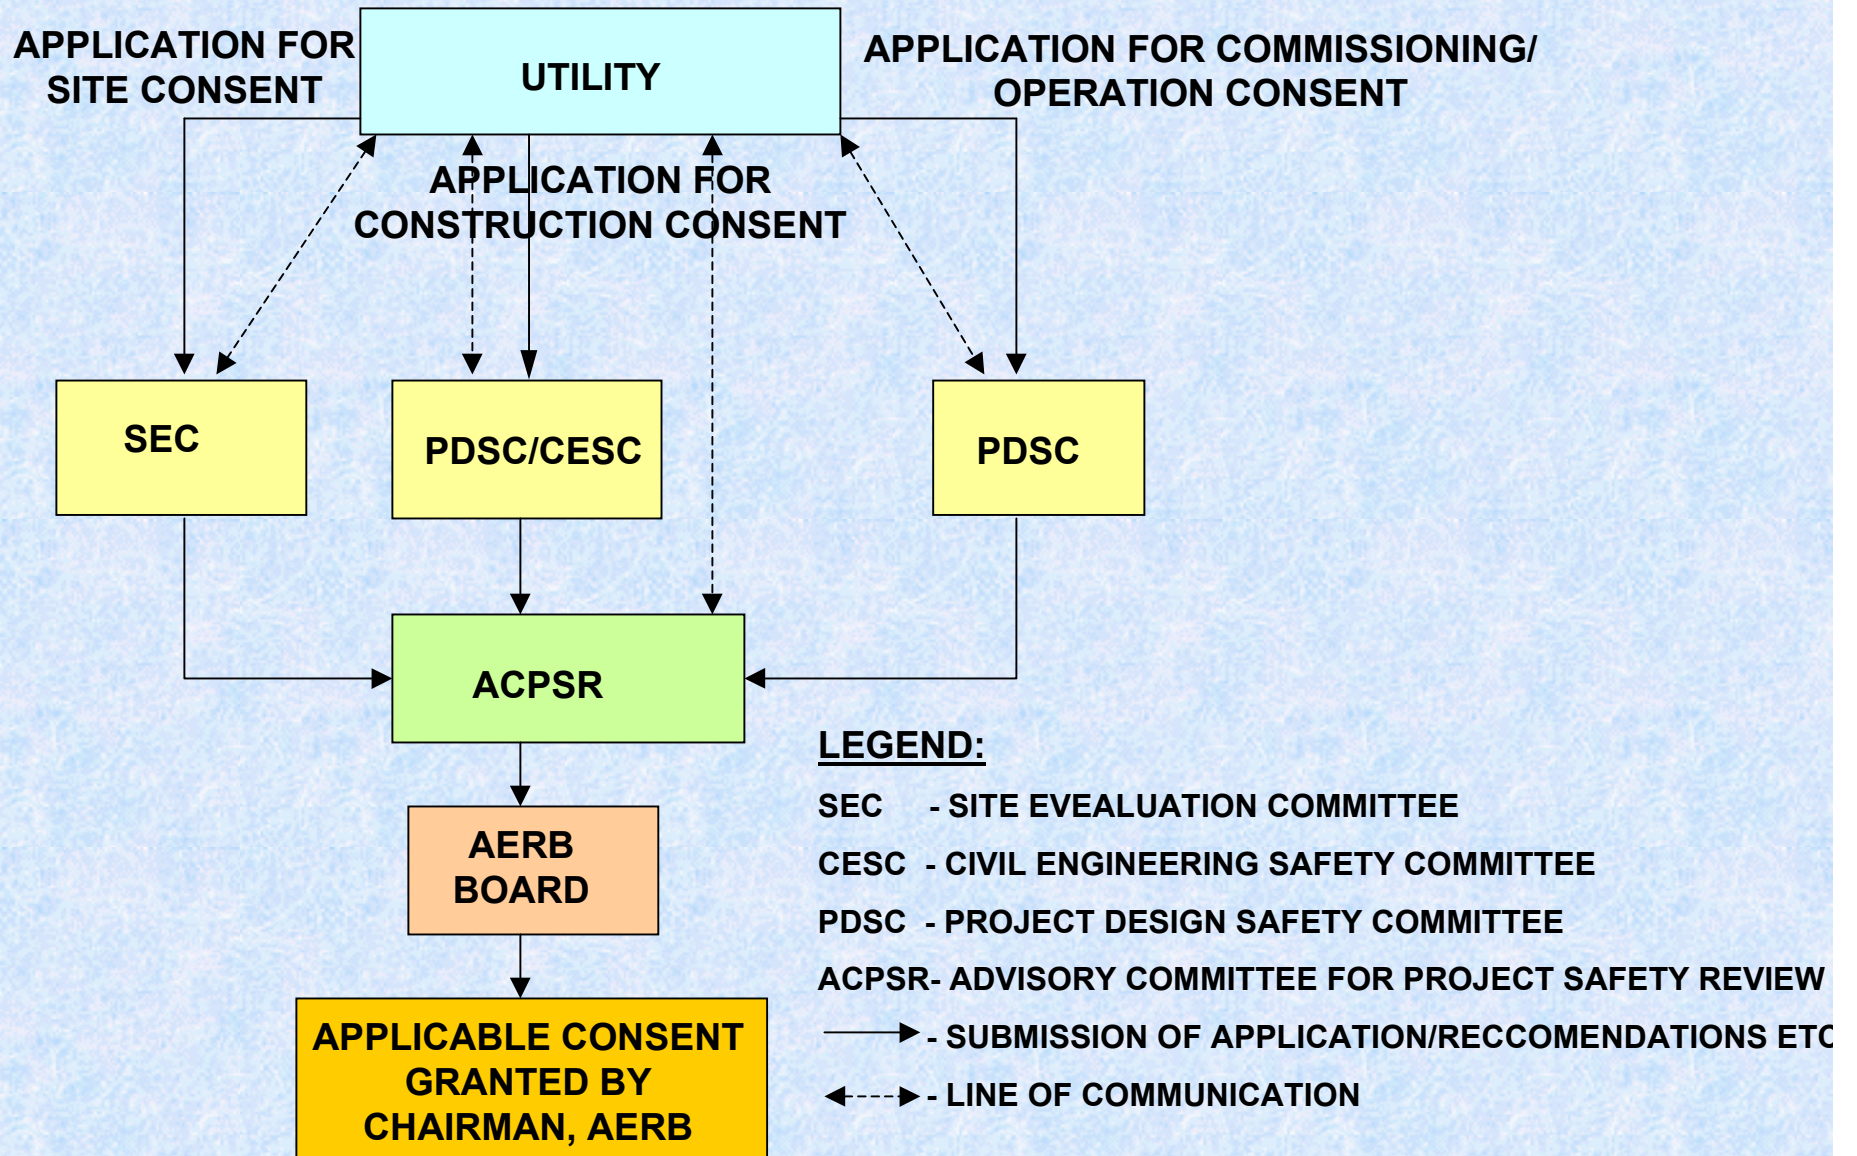 APPLICATION FOR
SITE CONSENT
UTILITY
APPLICATION FOR COMMISSIONING/
OPERATION CONSENT
APPLICATION FOR
CONSTRUCTION CONSENT
SEC
PDSC/CESC
PDSC
ACPSR
AERB
BOARD
APPLICABLE CONSENT
GRANTED BY
CHAIRMAN, AERB
LEGEND:
SEC - SITE EVEALUATION COMMITTEE
CESC - CIVIL ENGINEERING SAFETY COMMITTEE
PDSC - PROJECT DESIGN SAFETY COMMITTEE
ACPSR- ADVISORY COMMITTEE FOR PROJECT SAFETY REVIEW
- SUBMISSION OF APPLICATION/RECCOMENDATIONS ETC
- LINE OF COMMUNICATION